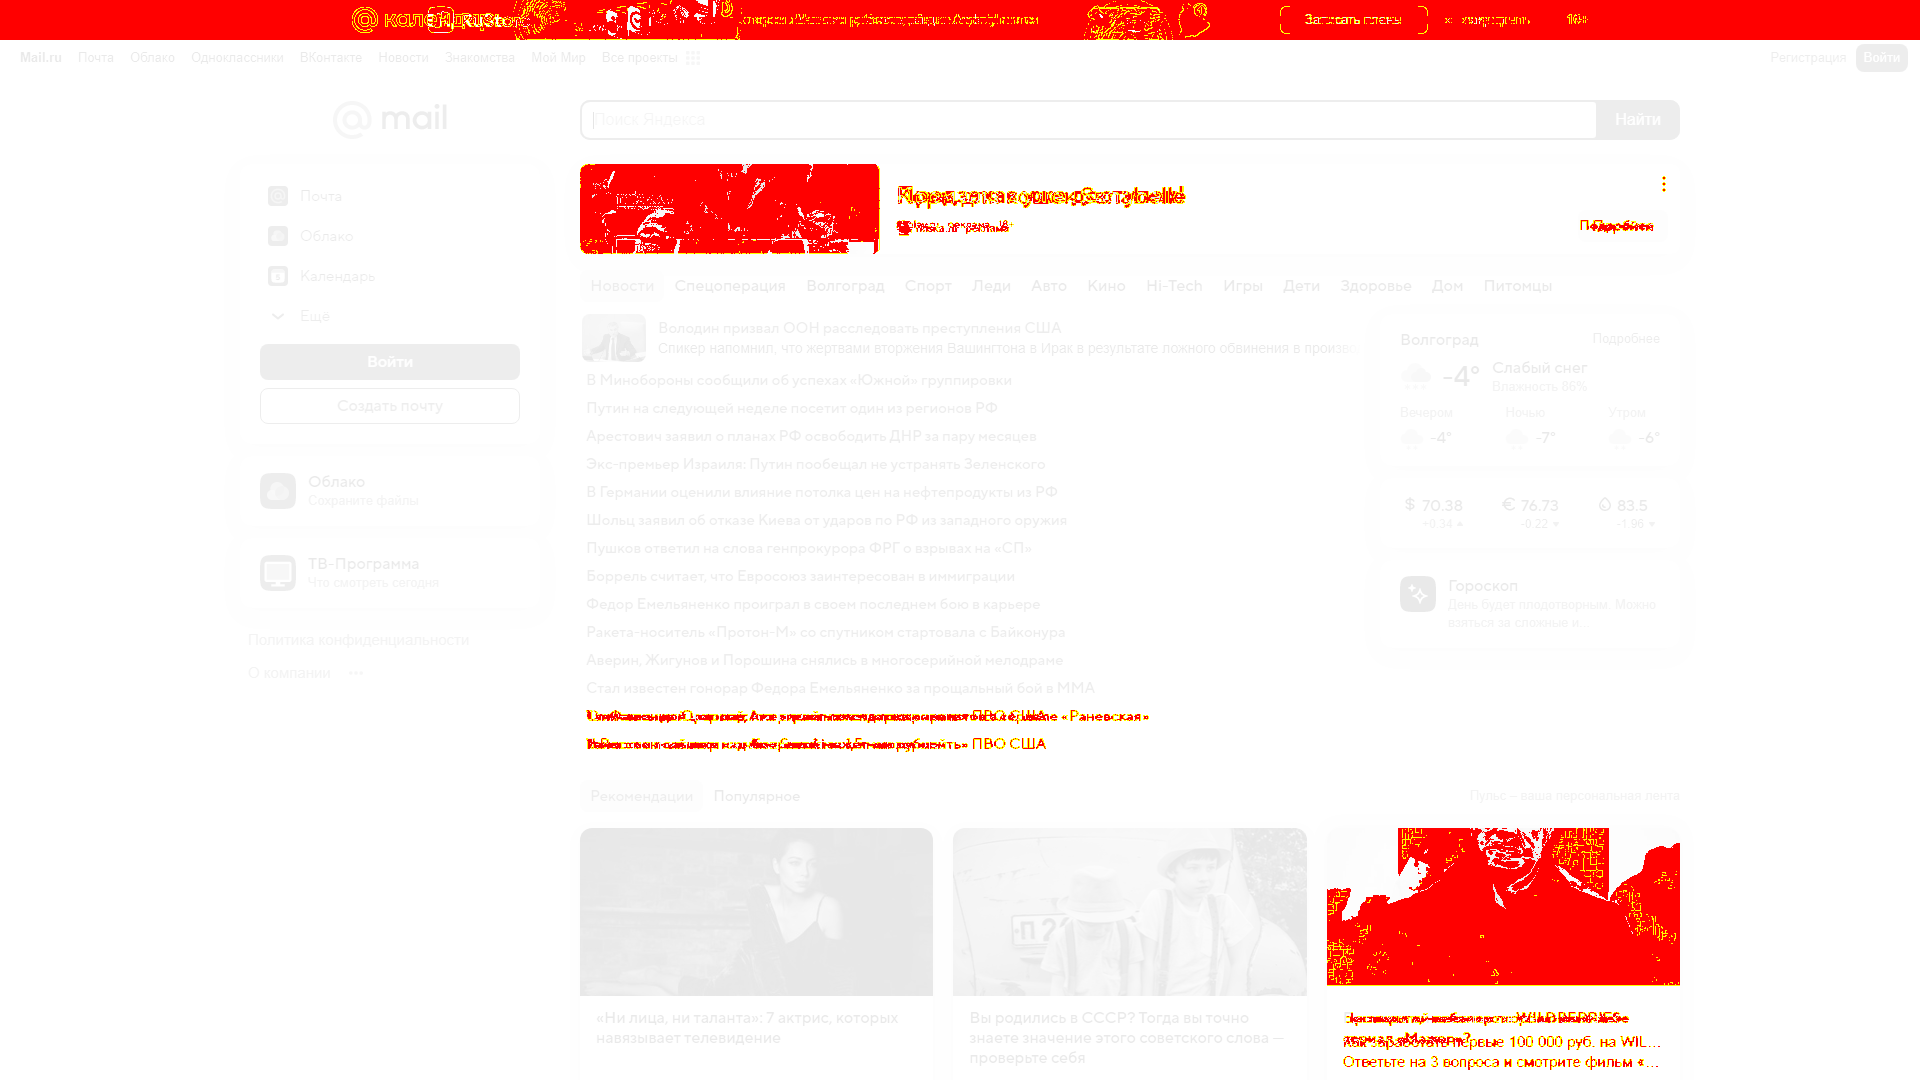 Mail.ru Почта Облако Одноклассники ВКонтакте Новости Знакомства Мой Мир Все проекты
Регистрация Войти
mail
Поиск Яндекса
Найти
Почта
Облако
Календарь
Ещё
Войти
Создать почту
Облако
Сохраните файлы
ТВ-Программа
Что смотреть сегодня
Политика конфиденциальности
О компании
Новости Спецоперация Волгоград Спорт Леди Авто Кино Hi-Tech Игры Дети Здоровье Дом Питомцы
Володин призвал ООН расследовать преступления США
Спикер напомнил, что жертвами вторжения Вашингтона в Ирак в результате ложного обвинения в произво
В Минобороны сообщили об успехах «Южной» группировки
Путин на следующей неделе посетит один из регионов РФ
Арестович заявил о планах РФ освободить ДНР за пару месяцев
Экс-премьер Израиля: Путин пообещал не устранять Зеленского
В Германии оценили влияние потолка цен на нефтепродукты из РФ
Шольц заявил об отказе Киева от ударов по РФ из западного оружия
Пушков ответил на слова генпрокурора ФРГ о взрывах на «СП»
Боррель считает, что Евросоюз заинтересован в иммиграции
Федор Емельяненко проиграл в своем последнем бою в карьере
Ракета-носитель «Протон-М» со спутником стартовала с Байконура
Аверин, Жигунов и Порошина снялись в многосерийной мелодраме
Стал известен гонорар Федора Емельяненко за прощальный бой в ММА
ПВО США
«Раневская»
ПВО США
Волгоград
Подробнее
-4°
Слабый снег
Влажность 86%
Вечером Ночью Утром
-4° -7° -6°
$ 70.38 € 76.73 83.5
+0.34 -0.22 -1.96
Гороскоп
День будет плодотворным. Можно
взяться за сложные и...
Рекомендации Популярное
Пульс – ваша персональная лента
П 2
«Ни лица, ни таланта»: 7 актрис, которых
навязывает телевидение
Вы родились в СССР? Тогда вы точно
знаете значение этого советского слова —
проверьте себя
WILDBERRIES
Как заработать первые 100 000 руб. на WIL...
Ответьте на 3 вопроса и смотрите фильм «...